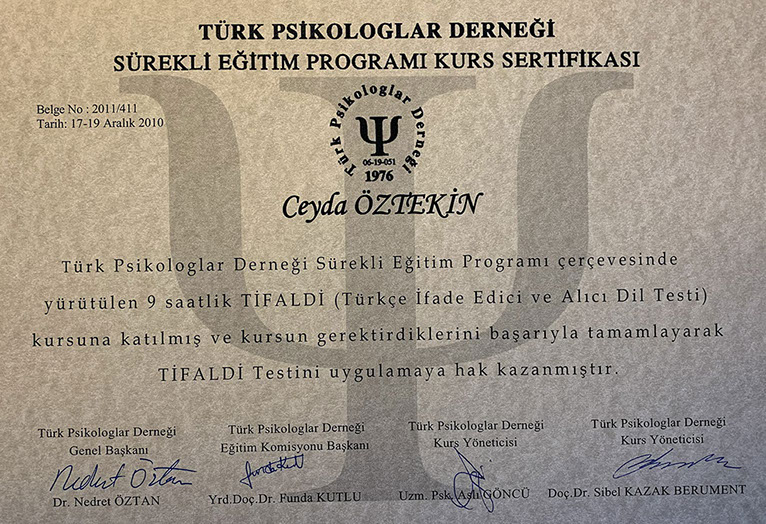 TÜRK PSİKOLOGLAR DERNEĞİ
SÜREKLİ EĞİTİM PROGRAMI KURS SERTİFİKASI
Belge No : 2011/411
Tarih: 17-19 Aralık 2010
Türk Psikologlar Derneği
06-19-051
1976
Ceyda ÖZTEKİN
Türk Psikologlar Derneği Sürekli Eğitim Programı çerçevesinde
yürütülen 9 saatlik TİFALDİ (Türkçe İfade Edici ve Alıcı Dil Testi)
kursuna katılmış ve kursun gerektirdiklerini başarıyla tamamlayarak
TİFALDİ Testini uygulamaya hak kazanmıştır.
Türk Psikologlar Derneği
Genel Başkanı
Nedret Öztan
Dr. Nedret ÖZTAN
Türk Psikologlar Derneği
Eğitim Komisyonu Başkanı
Yrd.Doç.Dr. Funda KUTLU
Türk Psikologlar Derneği
Kurs Yöneticisi
Uzm. Psk. Aslı GÖNCÜ
Türk Psikologlar Derneği
Kurs Yöneticisi
Doç.Dr. Sibel KAZAK BERUMENT